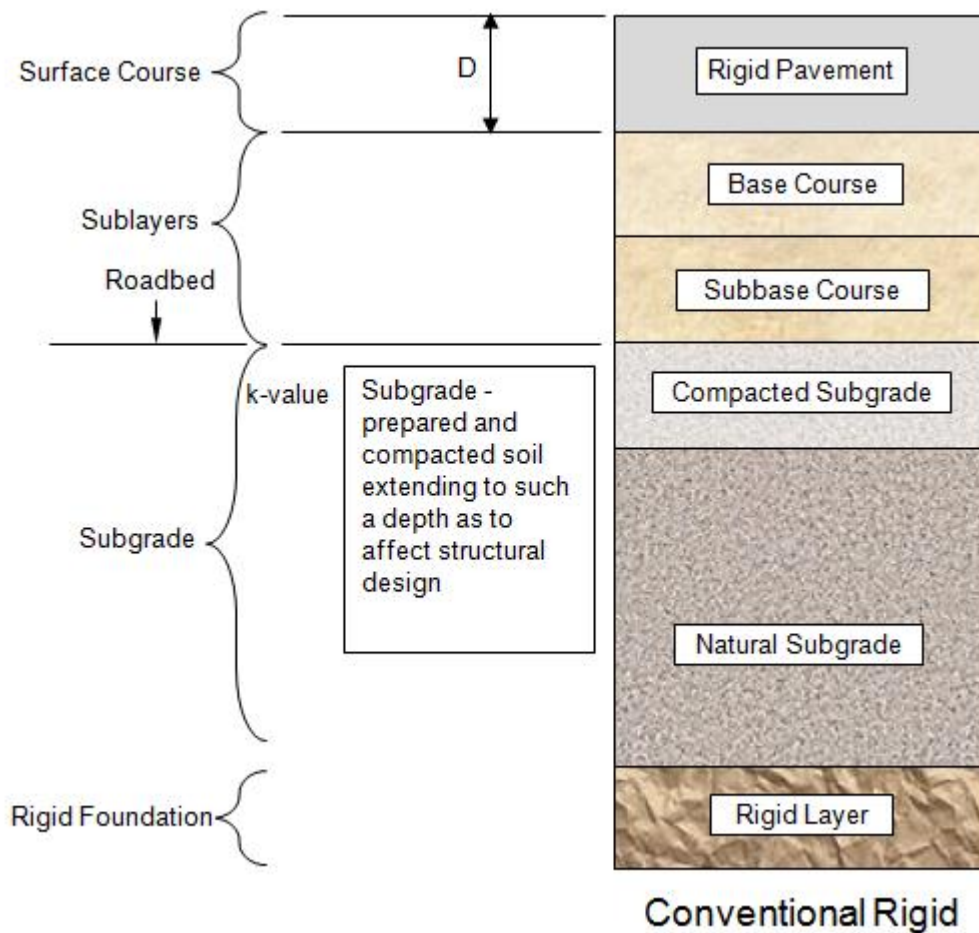 Surface Course
D
Rigid Pavement
Base Course
Sublayers
Roadbed
Subbase Course
k-value
Subgrade -
prepared and
compacted soil
extending to such
a depth as to
affect structural
design
Compacted Subgrade
Subgrade
Natural Subgrade
Rigid Foundation
Rigid Layer
Conventional Rigid